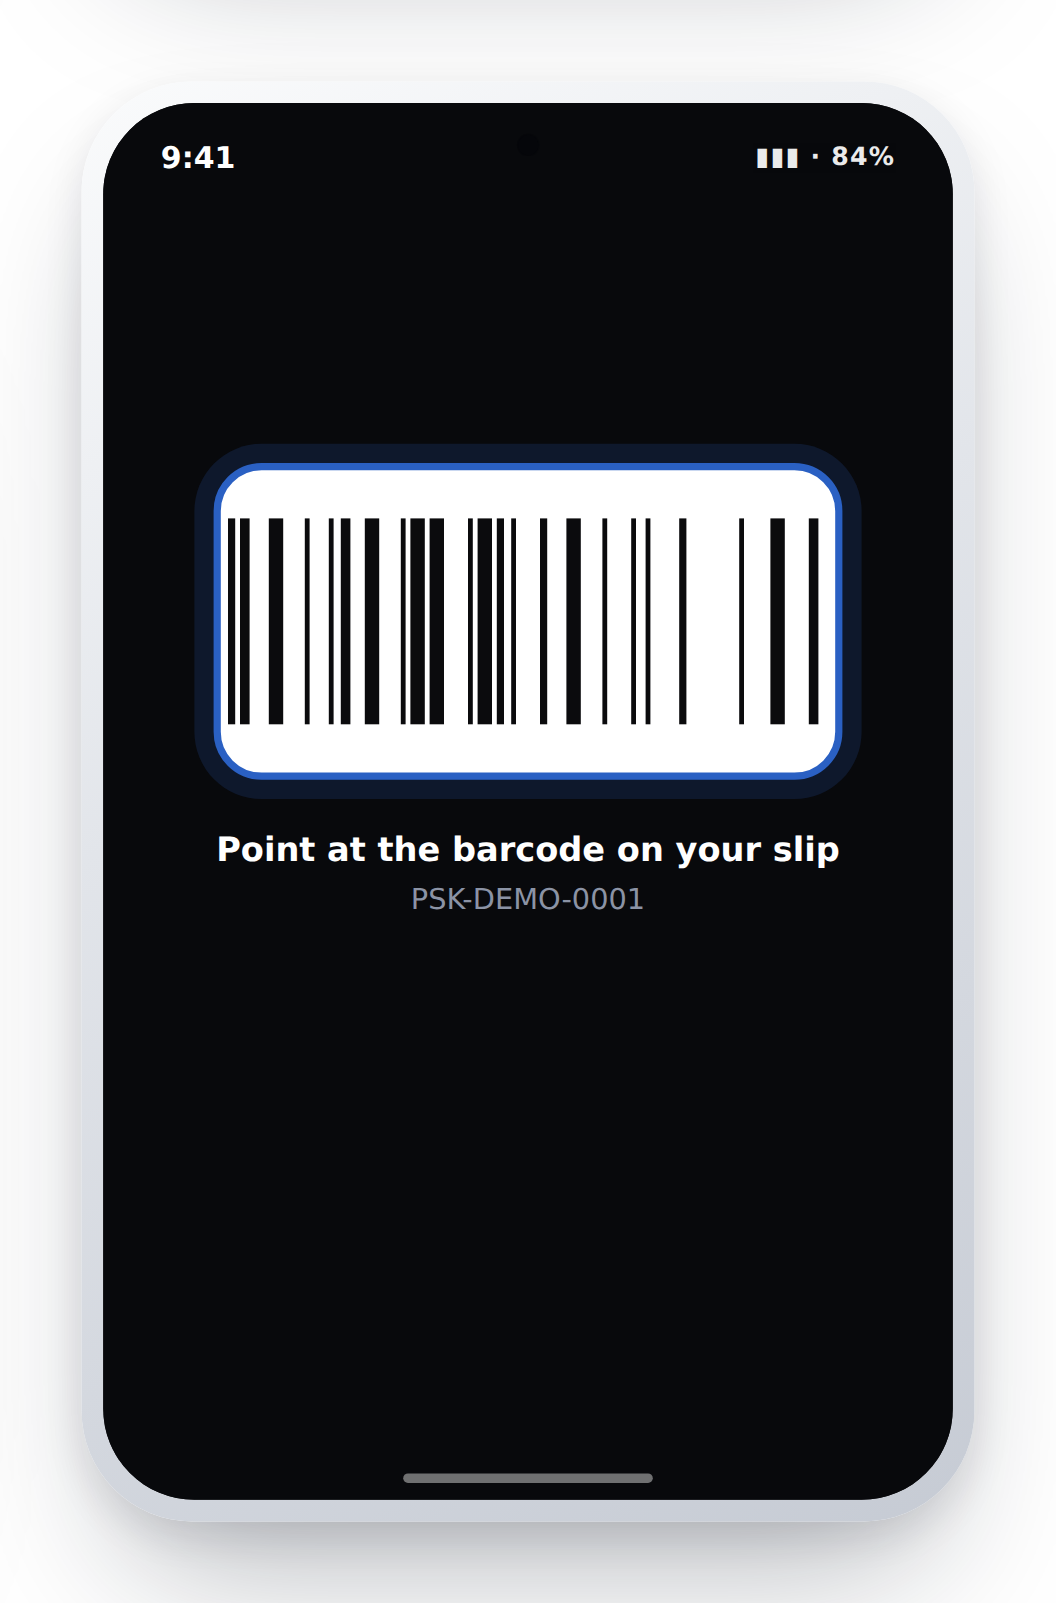 9:41
▮▮▮ · 84%
Point at the barcode on your slip
PSK-DEMO-0001